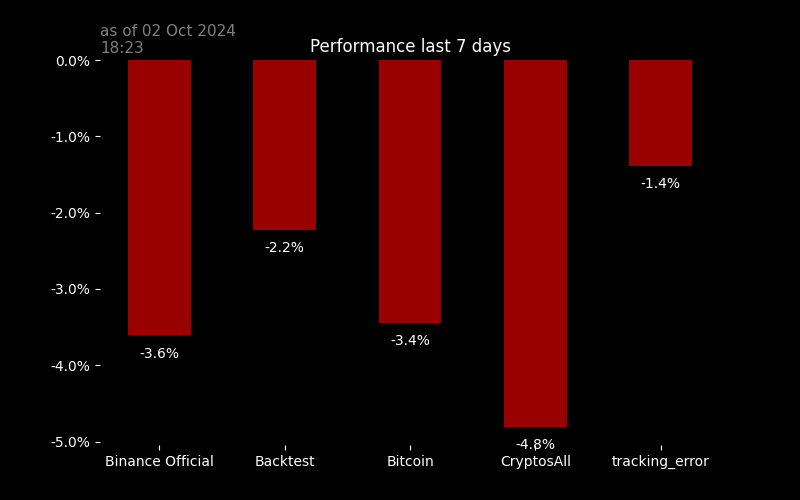 as of 02 Oct 2024
18:23
Performance last 7 days
0.0%
-1.0%
-2.0%
-3.0%
-4.0%
-5.0%
-3.6%
-2.2%
-3.4%
-4.8%
-1.4%
Binance Official
Backtest
Bitcoin
CryptosAll
tracking_error